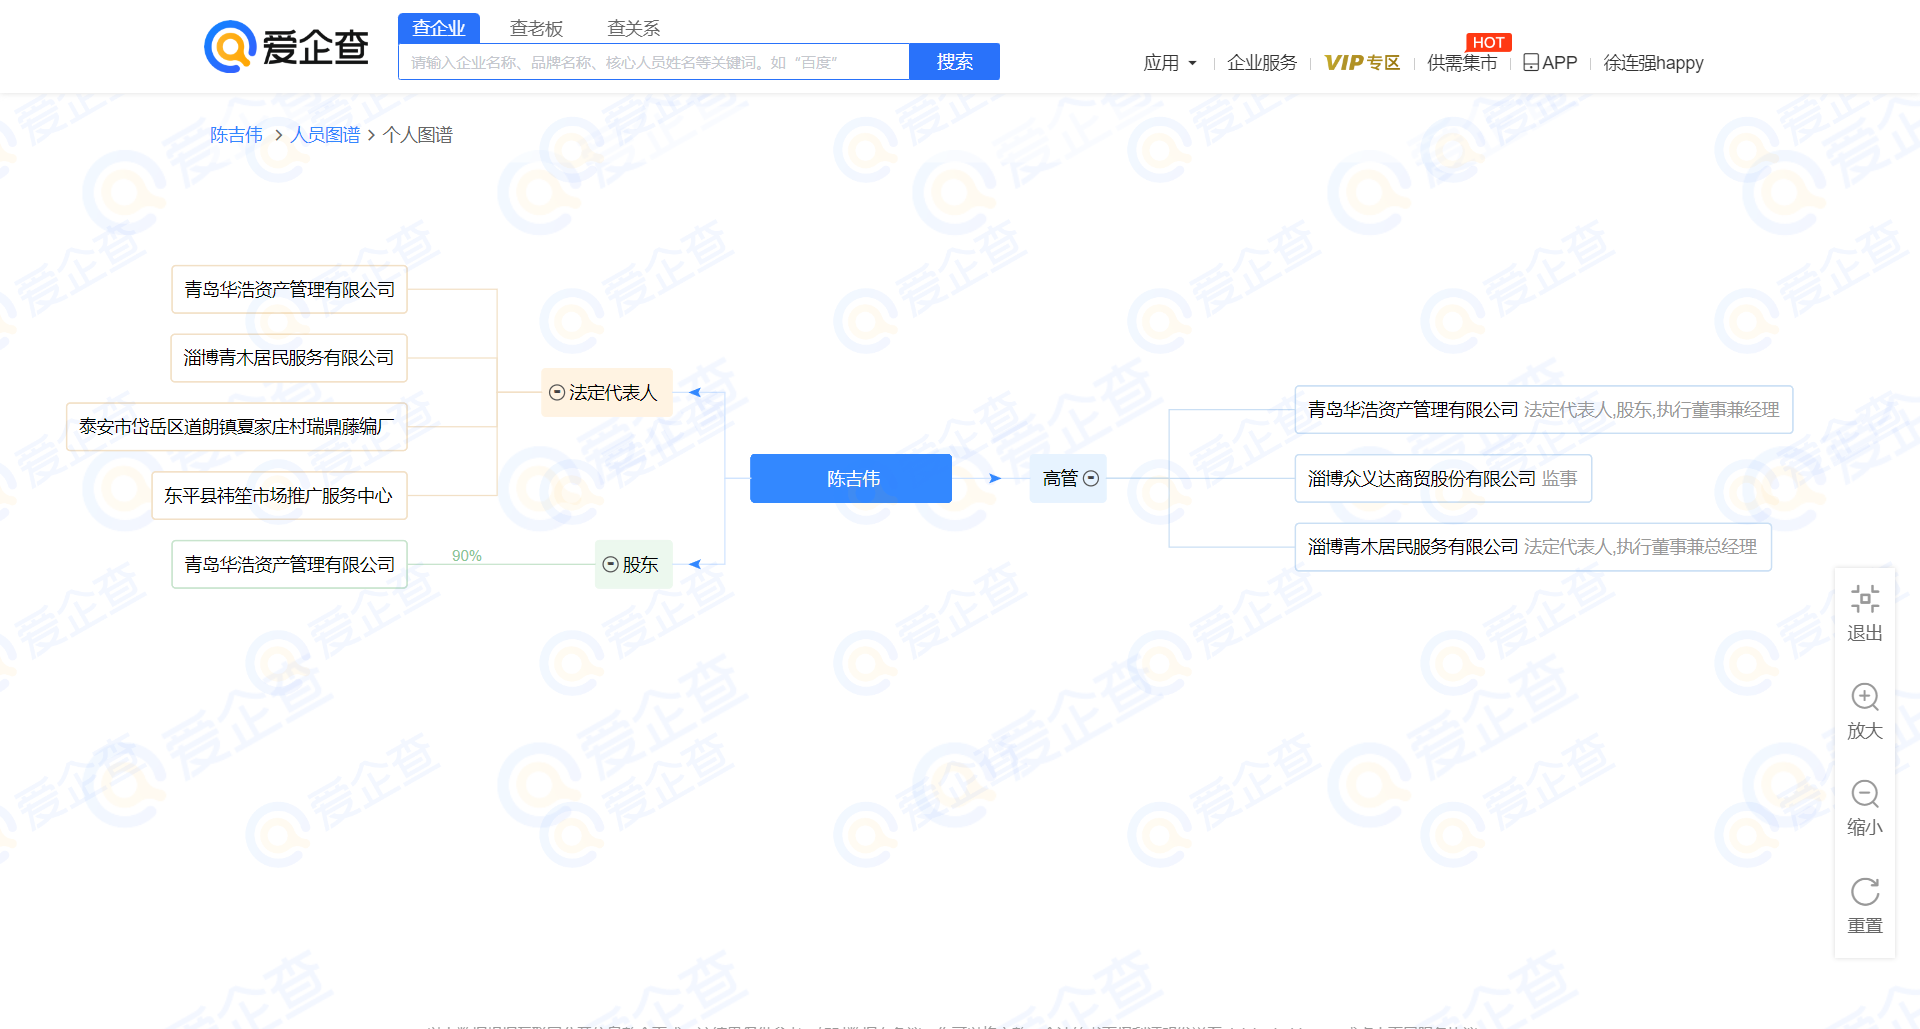 爱企查
查企业 查老板 查关系
请输入企业名称、品牌名称、核心人员姓名等关键词。如“百度”
搜索
应用 企业服务 VIP专区 供需集市 HOT APP 徐连强happy
陈吉伟 > 人员图谱 > 个人图谱
青岛华浩资产管理有限公司
淄博青木居民服务有限公司
泰安市岱岳区道朗镇夏家庄村瑞鼎藤编厂
东平县祎笙市场推广服务中心
法定代表人
青岛华浩资产管理有限公司
90%
股东
陈吉伟
高管
青岛华浩资产管理有限公司 法定代表人,股东,执行董事兼经理
淄博众义达商贸股份有限公司 监事
淄博青木居民服务有限公司 法定代表人,执行董事兼总经理
退出
放大
缩小
重置